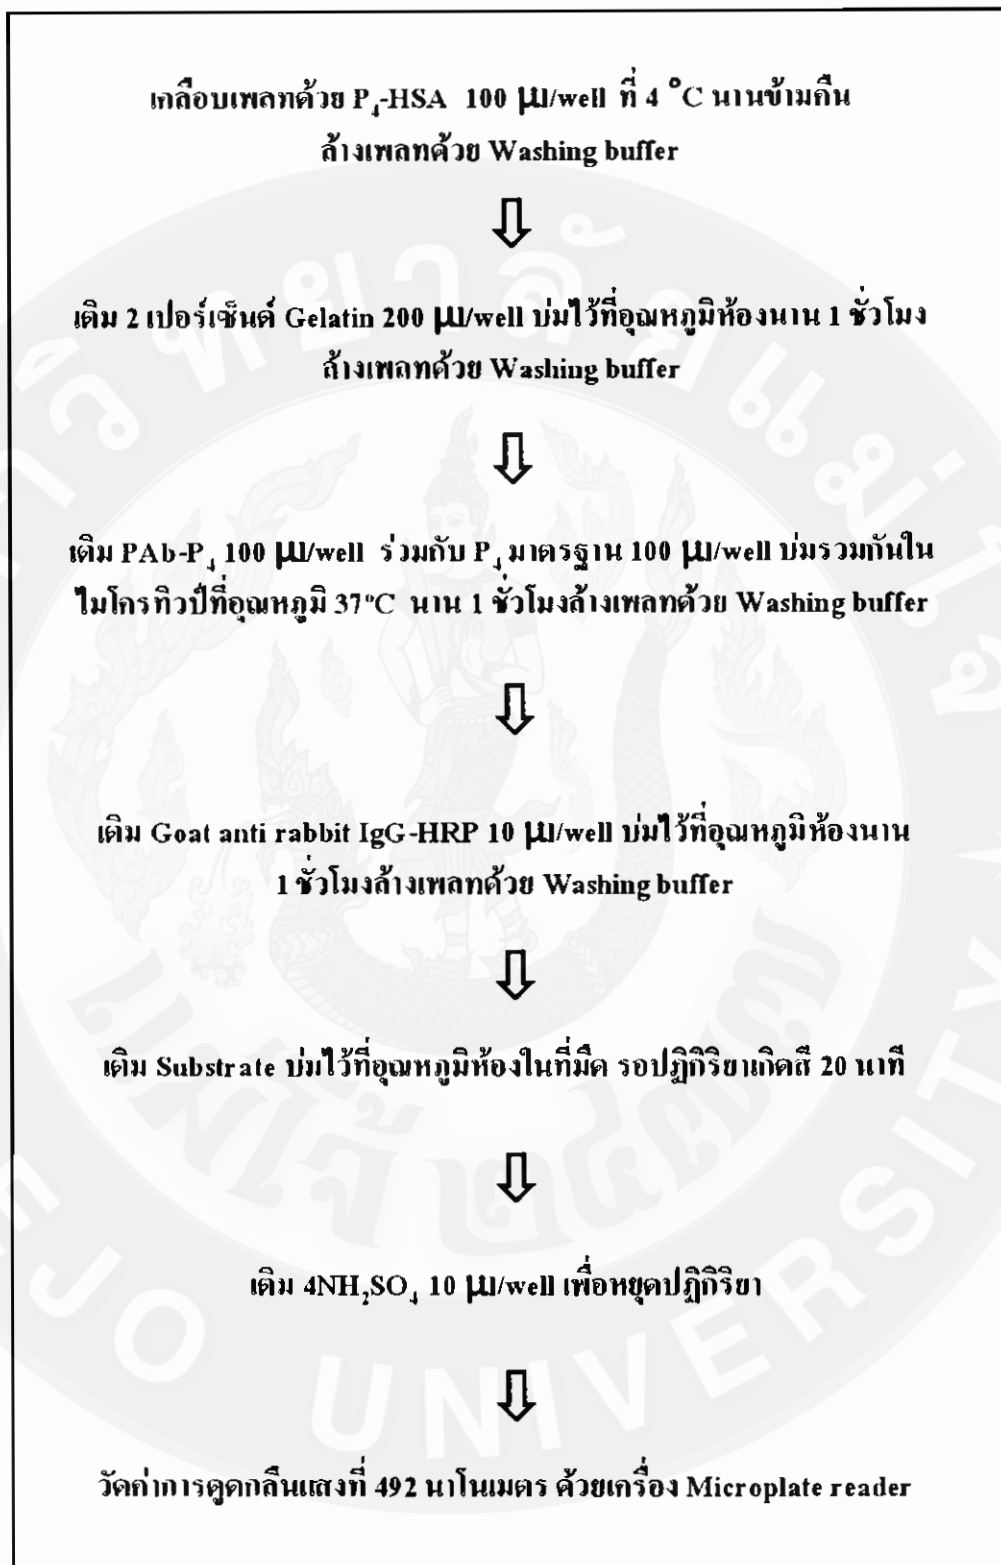 เคลือบเพลทด้วย P₄-HSA 100 µl/well ที่ 4 °C นานข้ามคืน
ล้างเพลทด้วย Washing buffer
เติม 2 เปอร์เซ็นต์ Gelatin 200 µl/well บ่มไว้ที่อุณหภูมิห้องนาน 1 ชั่วโมง
ล้างเพลทด้วย Washing buffer
เติม PAb-P₄ 100 µl/well ร่วมกับ P₄ มาตรฐาน 100 µl/well บ่มรวมกันใน
ไมโครทิวป์ที่อุณหภูมิ 37°C นาน 1 ชั่วโมงล้างเพลทด้วย Washing buffer
เติม Goat anti rabbit IgG-HRP 10 µl/well บ่มไว้ที่อุณหภูมิห้องนาน
1 ชั่วโมงล้างเพลทด้วย Washing buffer
เติม Substrate บ่มไว้ที่อุณหภูมิห้องในที่มืด รอปฏิกิริยาเกิดสี 20 นาที
เติม 4NH₂SO₄ 10 µl/well เพื่อหยุดปฏิกิริยา
วัดค่าการดูดกลืนแสงที่ 492 นาโนเมตร ด้วยเครื่อง Microplate reader
แม่โจ้ ๒๔๗๗
UNIVERSITY